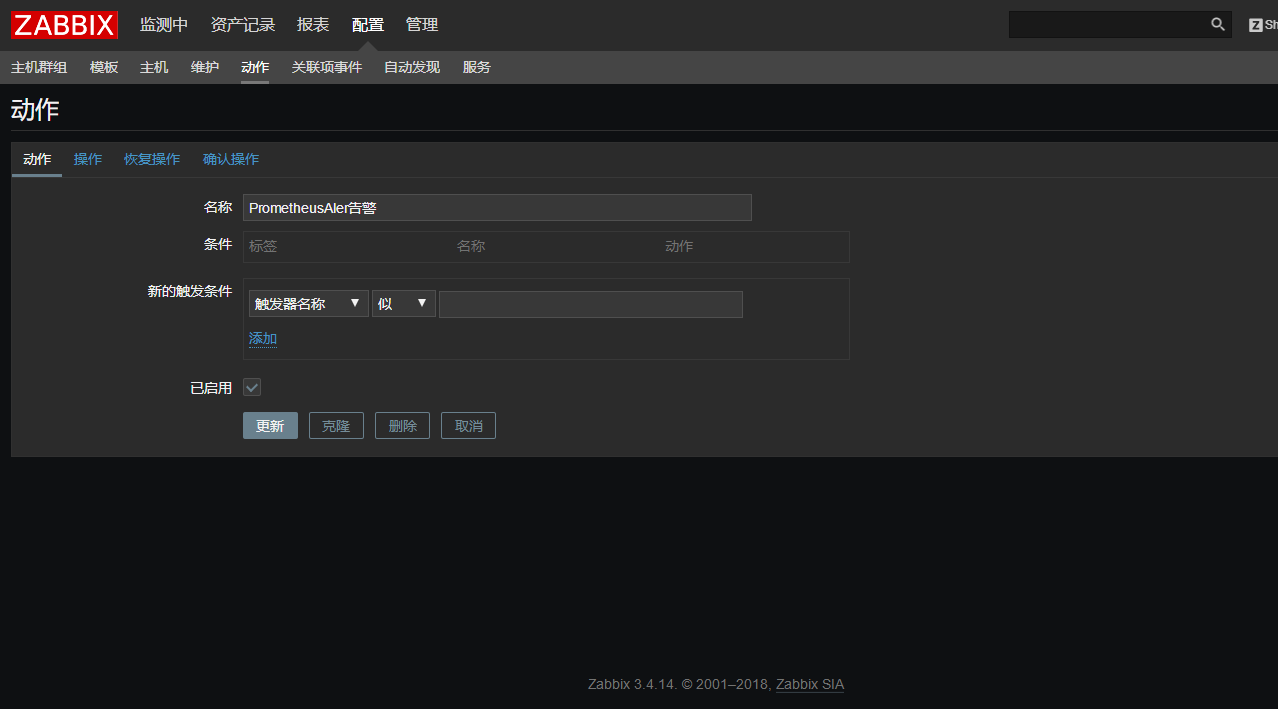 ZABBIX 监测中 资产记录 报表 配置 管理 Z Sh
主机群组 模板 主机 维护 动作 关联项事件 自动发现 服务
动作
动作 操作 恢复操作 确认操作
名称 PrometheusAler告警
条件 标签 名称 动作
新的触发条件 触发器名称 似
添加
已启用
更新 克隆 删除 取消
Zabbix 3.4.14. © 2001–2018, Zabbix SIA